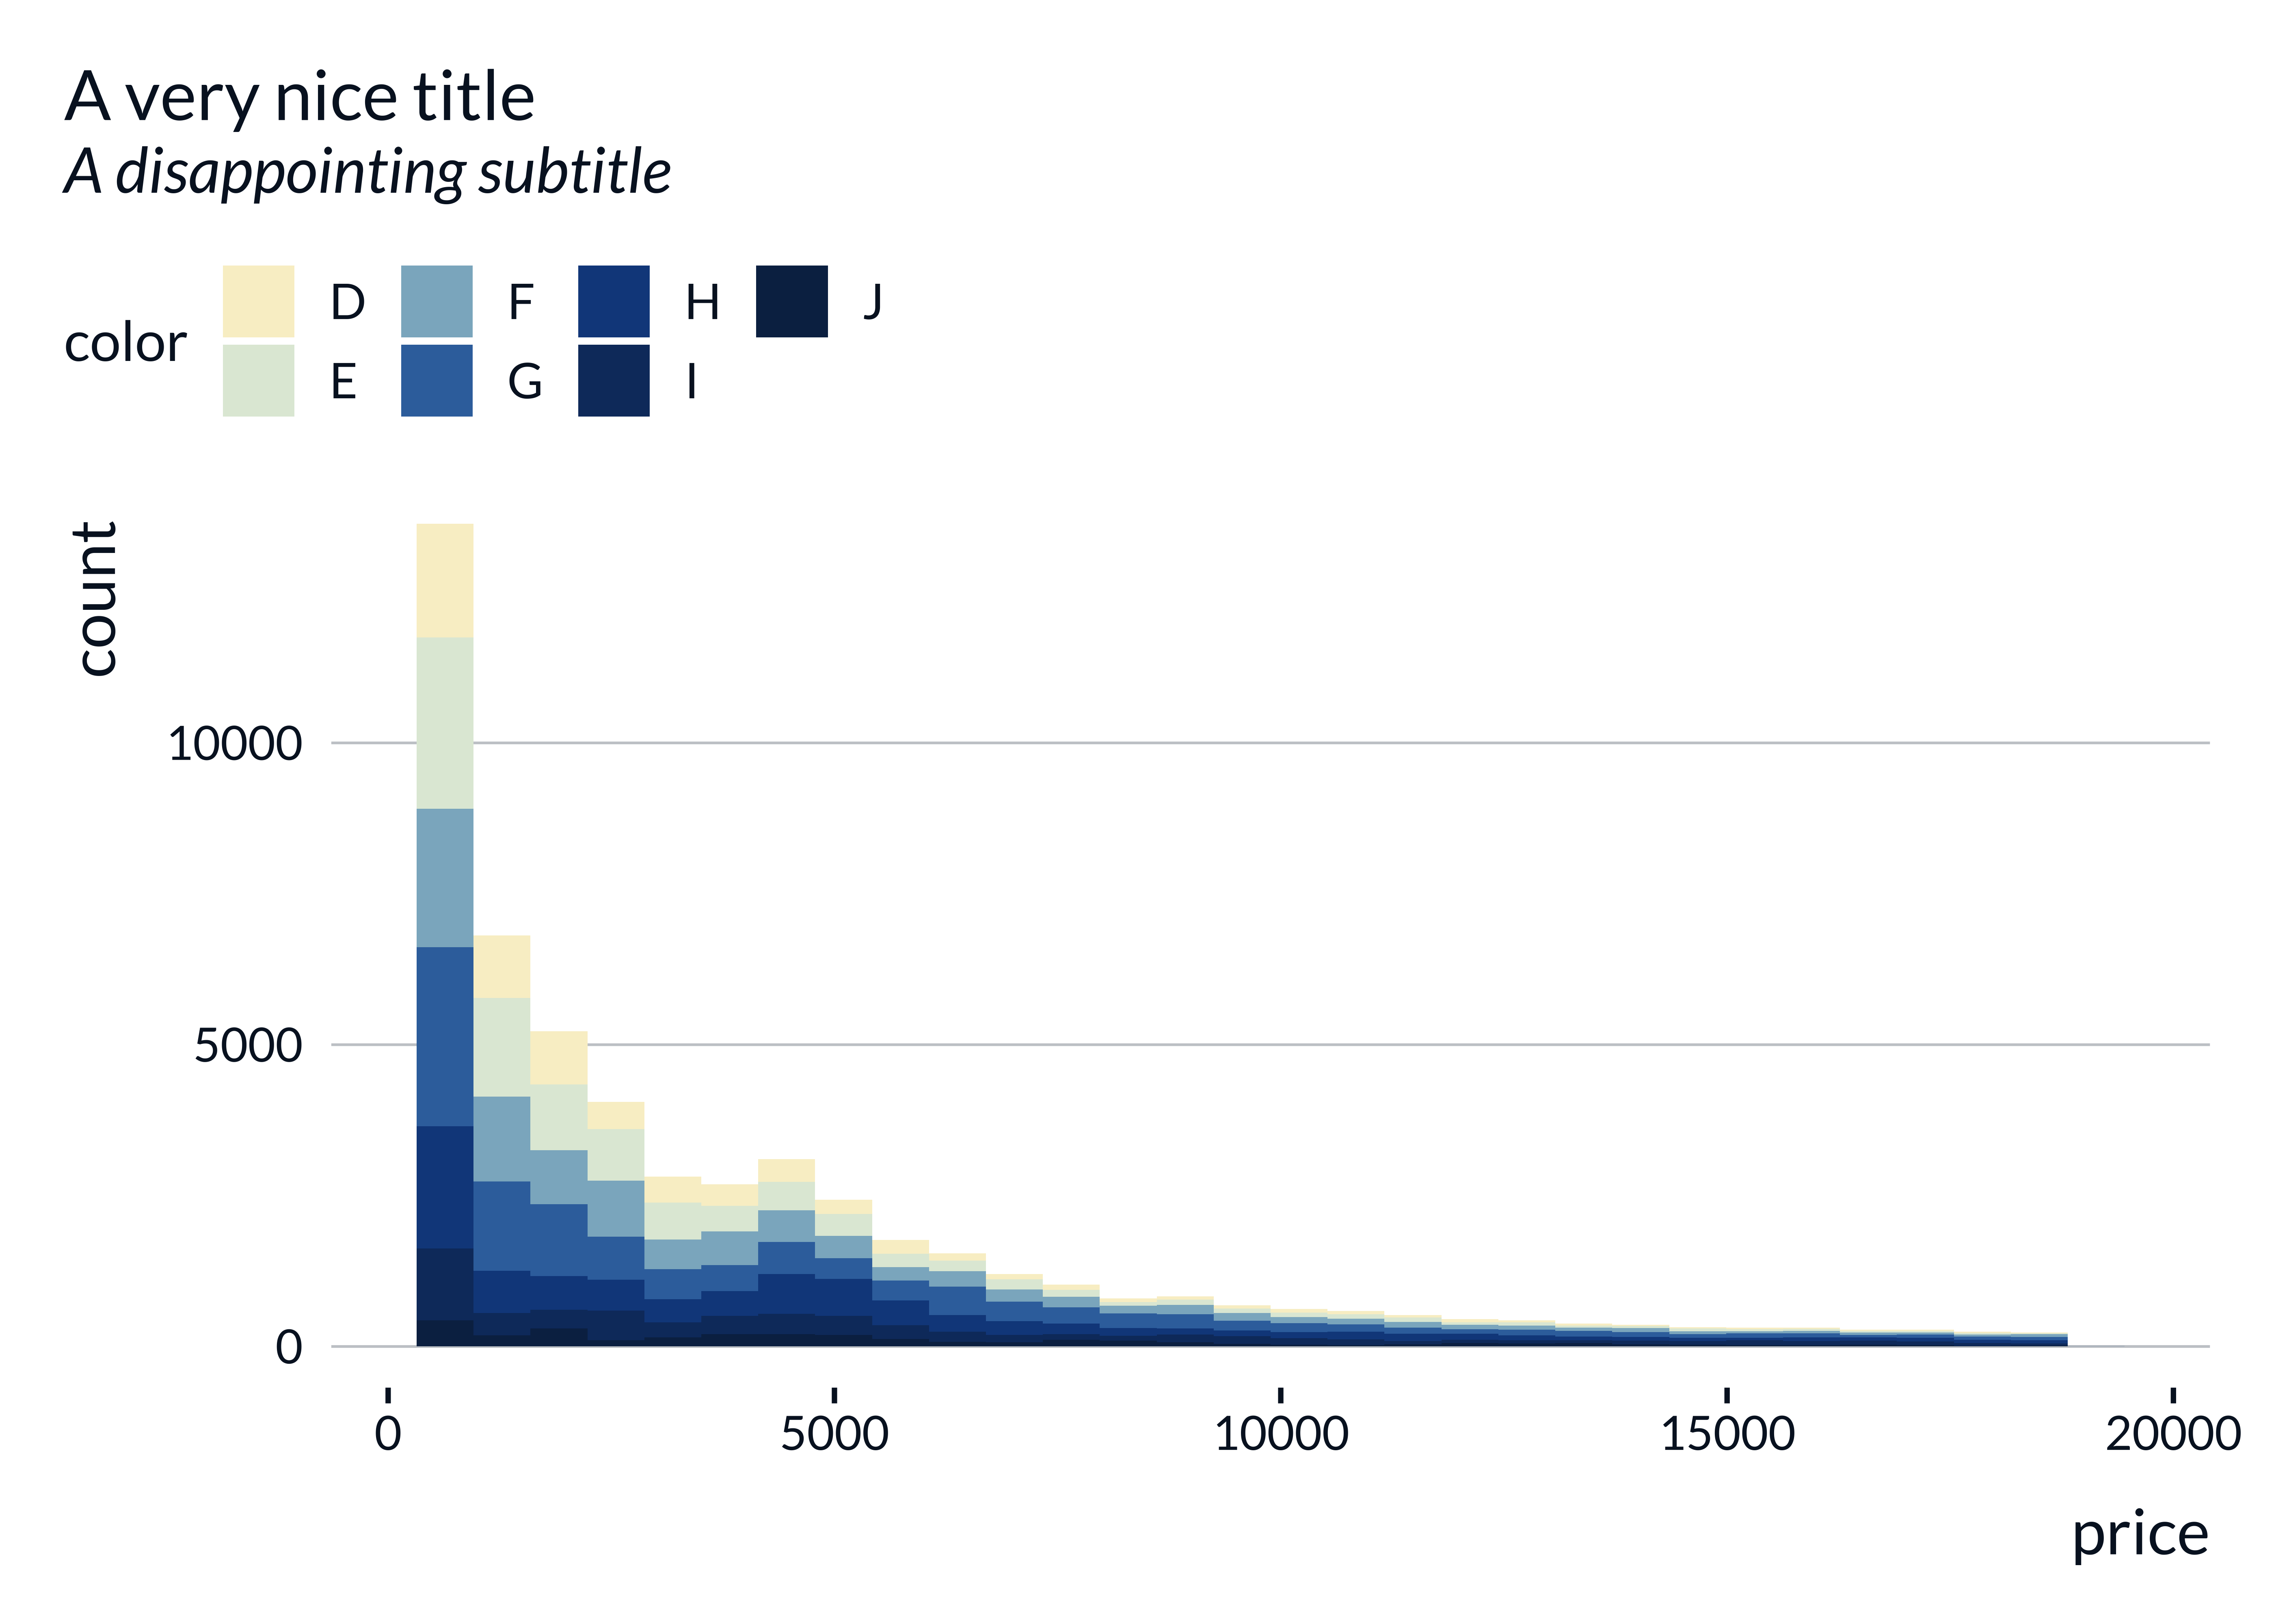 A very nice title
A disappointing subtitle
color
D
F
H
J
E
G
I
count
10000
5000
0
0
5000
10000
15000
20000
price